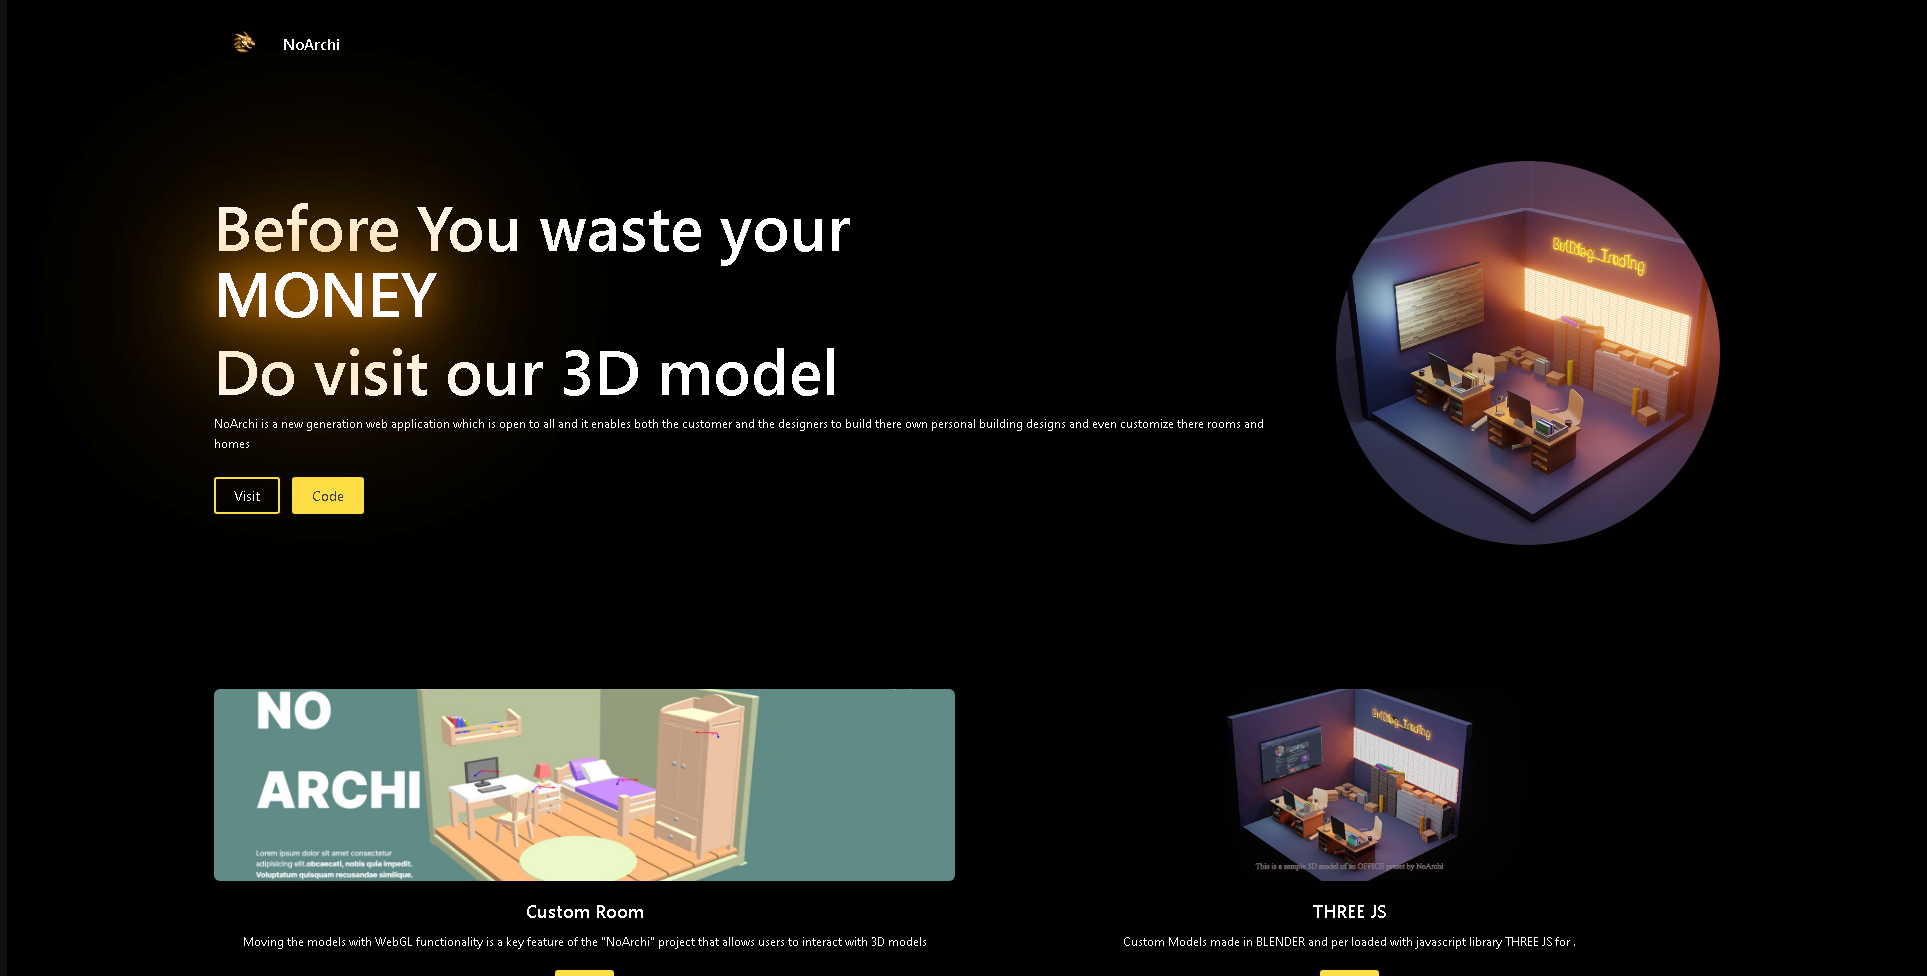 NoArchi
Before You waste your
MONEY
Do visit our 3D model
NoArchi is a new generation web application which is open to all and it enables both the customer and the designers to build there own personal building designs and even customize there rooms and
homes
Visit
Code
Building Trading
NO
ARCHI
Lorem ipsum dolor sit amet consectetur
adipisicing elit.obcaecati, nobis quia impedit.
Voluptatum quisquam recusandae similique.
Building Trading
This is a sample 3D model of an OFFICE preset by NoArchi
Custom Room
Moving the models with WebGL functionality is a key feature of the "NoArchi" project that allows users to interact with 3D models
THREE JS
Custom Models made in BLENDER and per loaded with javascript library THREE JS for .